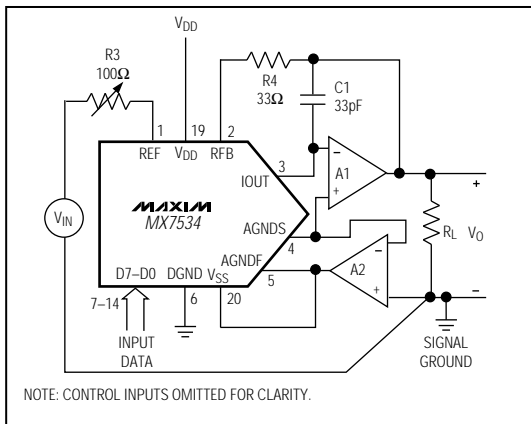 VDD
R3
100Ω
R4
33Ω
C1
33pF
1
19
2
REF
VDD
RFB
3
IOUT
A1
−
+
+
VIN
MAXIM
MX7534
AGNDS
4
AGNDF
5
A2
−
+
RL
VO
−
D7–D0
DGND
VSS
7–14
6
20
INPUT
DATA
SIGNAL
GROUND
NOTE: CONTROL INPUTS OMITTED FOR CLARITY.